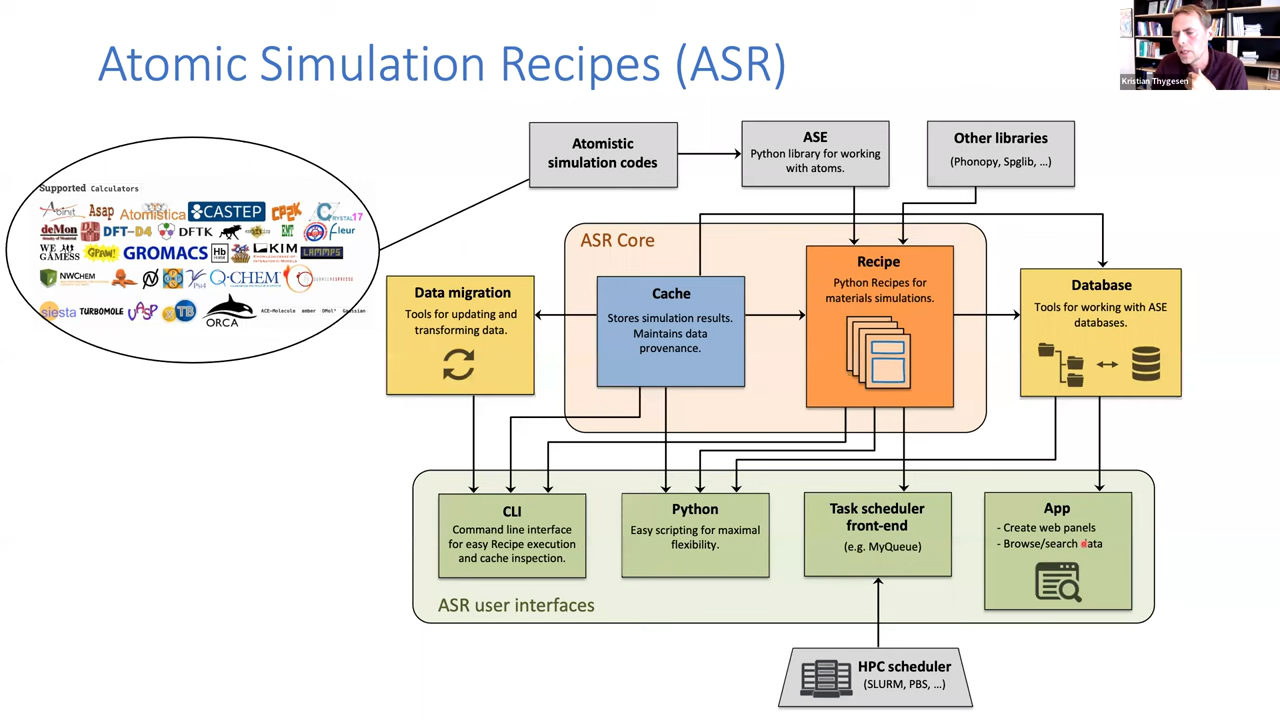 Atomic Simulation Recipes (ASR)
Kristian Thygesen
Supported Calculators
Abinit Asap Atomistica CASTEP CP2K CRYSTAL17
deMon DFT-D4 DFTK EMT fleur
WE GAMESS GPAW! GROMACS Hb KIM LAMMPS
NWCHEM Psi4 Q-CHEM
siesta TURBOMOLE VASP xTB ORCA ACE-Molecule amber DMol³ Gaussian
Atomistic
simulation codes
ASE
Python library for working
with atoms.
Other libraries
(Phonopy, Spglib, ...)
ASR Core
Data migration
Tools for updating and
transforming data.
Cache
Stores simulation results.
Maintains data
provenance.
Recipe
Python Recipes for
materials simulations.
Database
Tools for working with ASE
databases.
CLI
Command line interface
for easy Recipe execution
and cache inspection.
Python
Easy scripting for maximal
flexibility.
Task scheduler
front-end
(e.g. MyQueue)
App
- Create web panels
- Browse/search data
ASR user interfaces
HPC scheduler
(SLURM, PBS, ...)